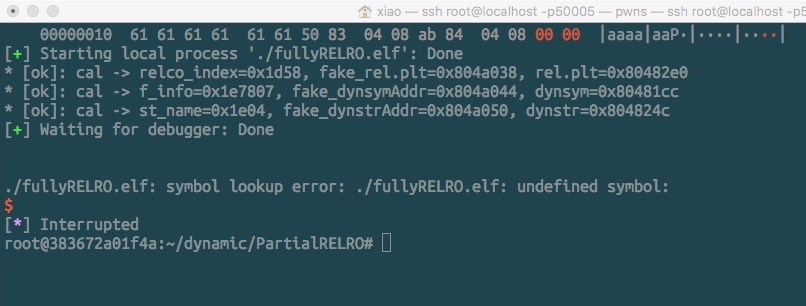 xiao — ssh root@localhost -p50005 — pwns — ssh root@localhost -p5
00000010  61 61 61 61  61 61 50 83  04 08 ab 84  04 08 00 00  |aaaa|aaP·|····|····|
[+] Starting local process './fullyRELRO.elf': Done
* [ok]: cal -> relco_index=0x1d58, fake_rel.plt=0x804a038, rel.plt=0x80482e0
* [ok]: cal -> f_info=0x1e7807, fake_dynsymAddr=0x804a044, dynsym=0x80481cc
* [ok]: cal -> st_name=0x1e04, fake_dynstrAddr=0x804a050, dynstr=0x804824c
[+] Waiting for debugger: Done
./fullyRELRO.elf: symbol lookup error: ./fullyRELRO.elf: undefined symbol:
$
[*] Interrupted
root@383672a01f4a:~/dynamic/PartialRELRO#